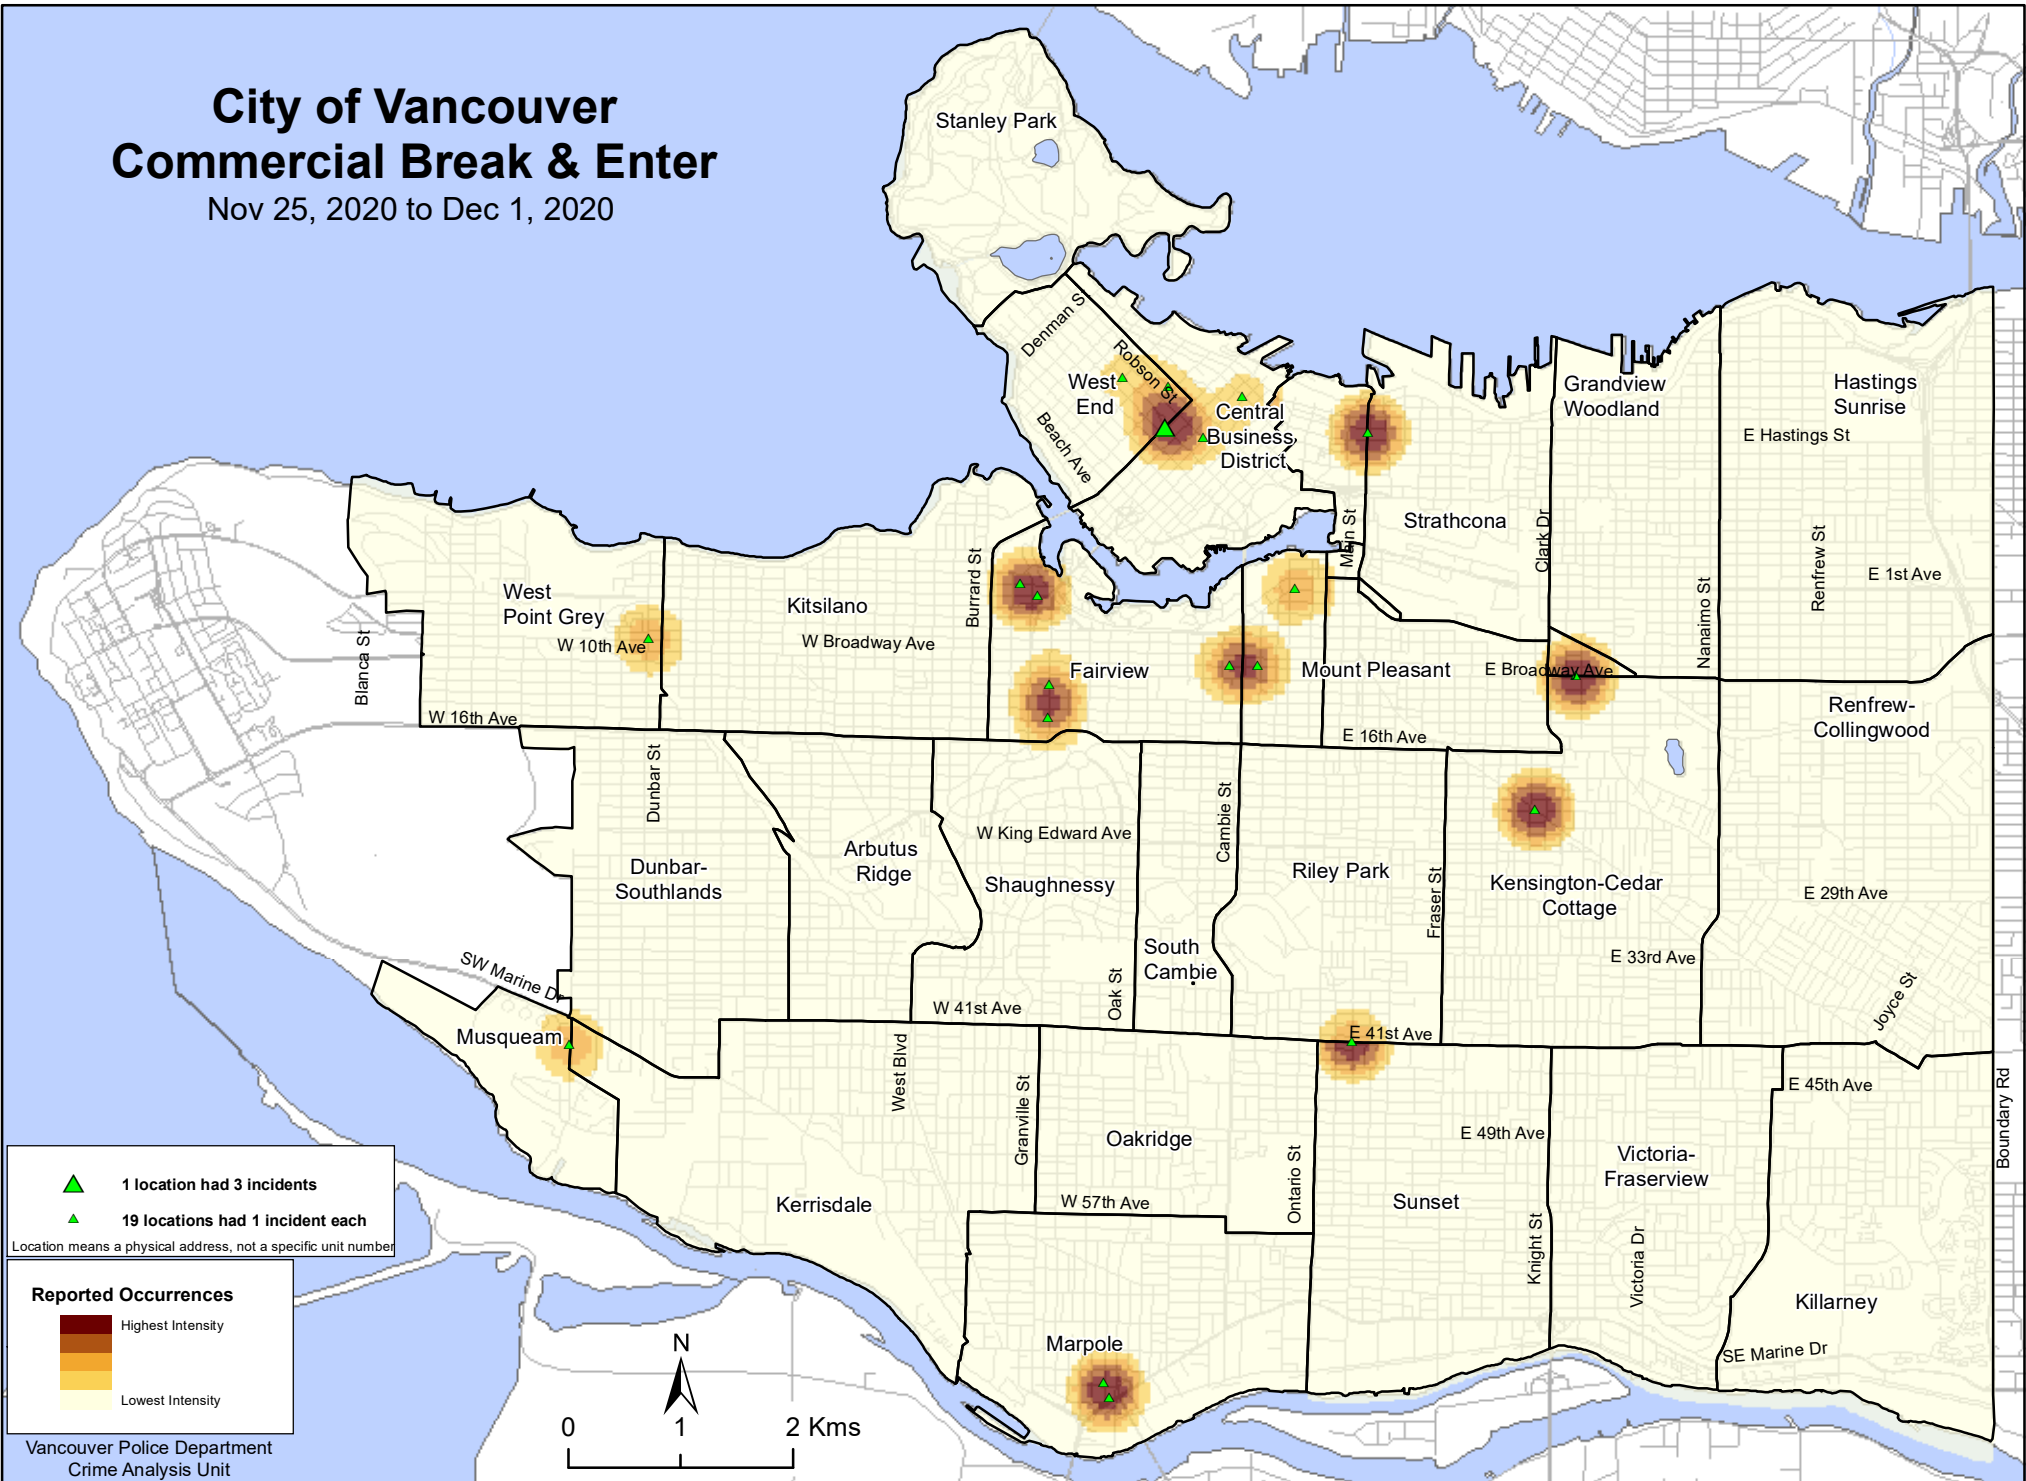 City of Vancouver
Commercial Break & Enter
Nov 25, 2020 to Dec 1, 2020
Stanley Park
Denman S
Robson St
West
End
Beach Ave
Central
Business
District
Grandview
Woodland
Hastings
Sunrise
E Hastings St
Strathcona
Main St
Clark Dr
Nanaimo St
Renfrew St
E 1st Ave
West
Point Grey
W 10th Ave
Blanca St
W 16th Ave
Kitsilano
W Broadway Ave
Burrard St
Fairview
Mount Pleasant
E Broadway Ave
E 16th Ave
Renfrew-
Collingwood
Dunbar St
Dunbar-
Southlands
Arbutus
Ridge
W King Edward Ave
Shaughnessy
Cambie St
South
Cambie
Oak St
W 41st Ave
Riley Park
Fraser St
Kensington-Cedar
Cottage
E 29th Ave
E 33rd Ave
Joyce St
SW Marine Dr
Musqueam
E 41st Ave
West Blvd
Granville St
Oakridge
W 57th Ave
Ontario St
Kerrisdale
E 49th Ave
Sunset
Knight St
Victoria-
Fraserview
Victoria Dr
E 45th Ave
Boundary Rd
Killarney
SE Marine Dr
Marpole
1 location had 3 incidents
19 locations had 1 incident each
Location means a physical address, not a specific unit number
Reported Occurrences
Highest Intensity
Lowest Intensity
Vancouver Police Department
Crime Analysis Unit
N
0 1 2 Kms